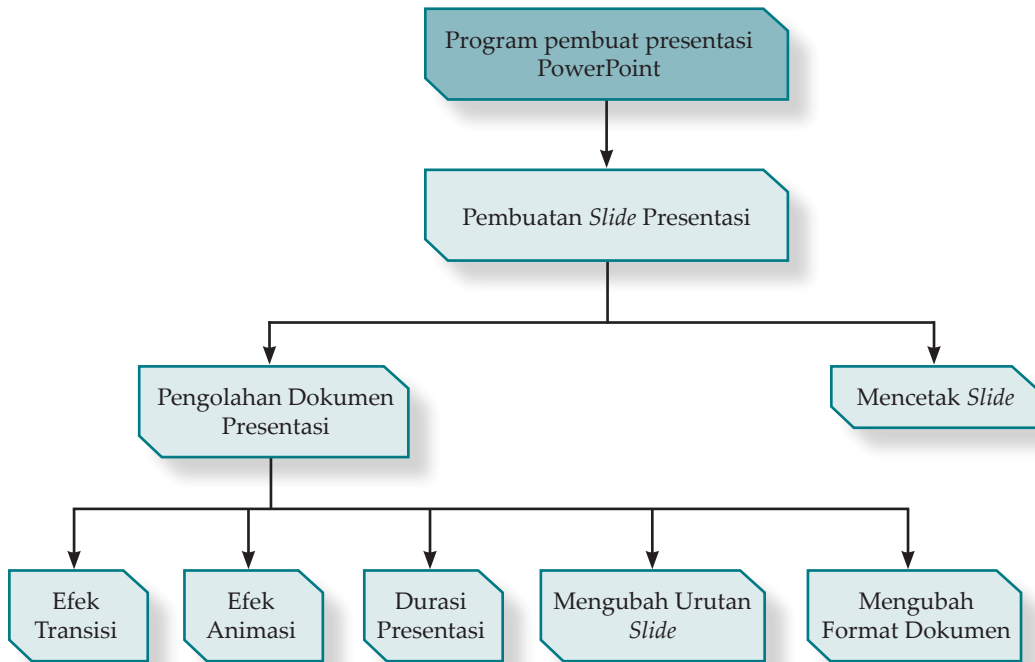 Program pembuat presentasi
PowerPoint
Pembuatan Slide Presentasi
Pengolahan Dokumen
Presentasi
Mencetak Slide
Efek
Transisi
Efek
Animasi
Durasi
Presentasi
Mengubah Urutan
Slide
Mengubah
Format Dokumen